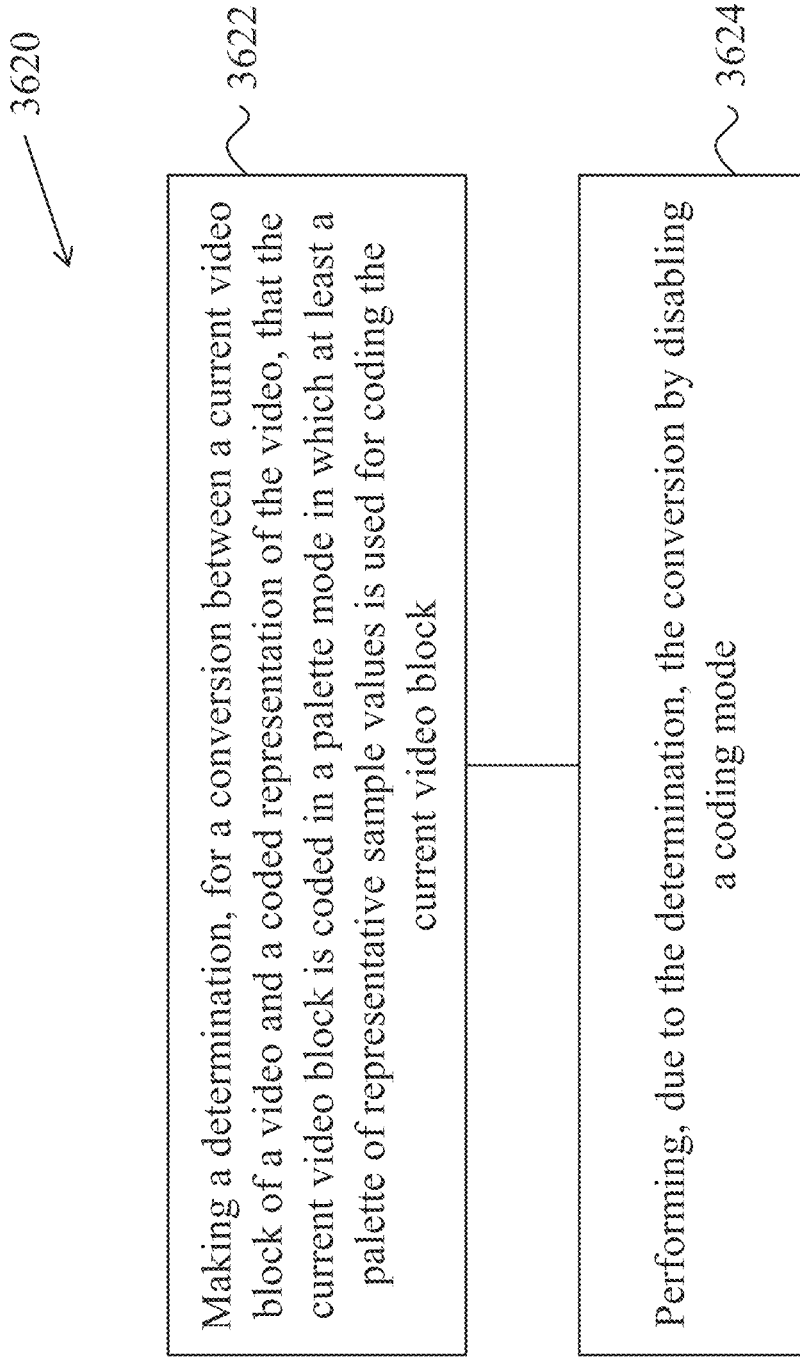 3620
Making a determination, for a conversion between a current video
block of a video and a coded representation of the video, that the
current video block is coded in a palette mode in which at least a
palette of representative sample values is used for coding the
current video block
3622
Performing, due to the determination, the conversion by disabling
a coding mode
3624